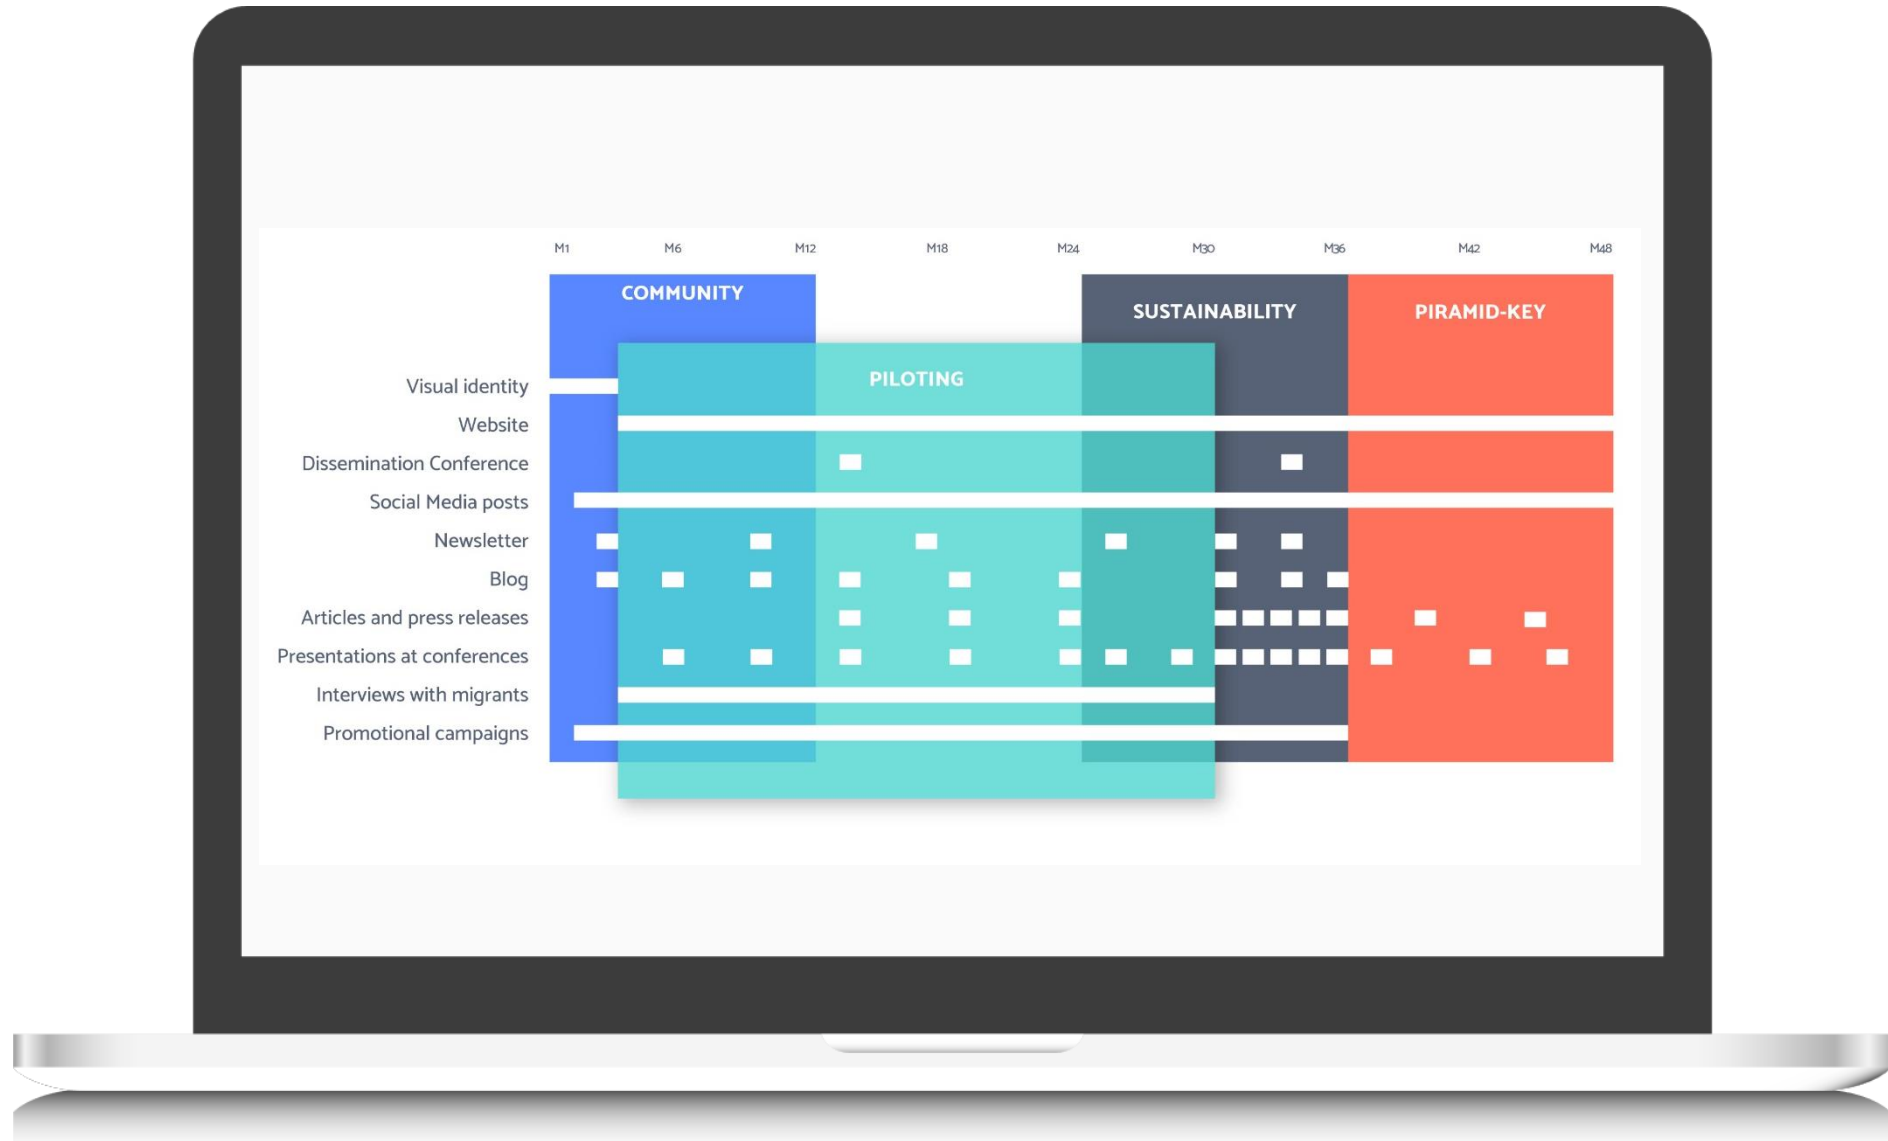 M1 M6 M12 M18 M24 M30 M36 M42 M48
COMMUNITY
SUSTAINABILITY
PIRAMID-KEY
PILOTING
Visual identity
Website
Dissemination Conference
Social Media posts
Newsletter
Blog
Articles and press releases
Presentations at conferences
Interviews with migrants
Promotional campaigns